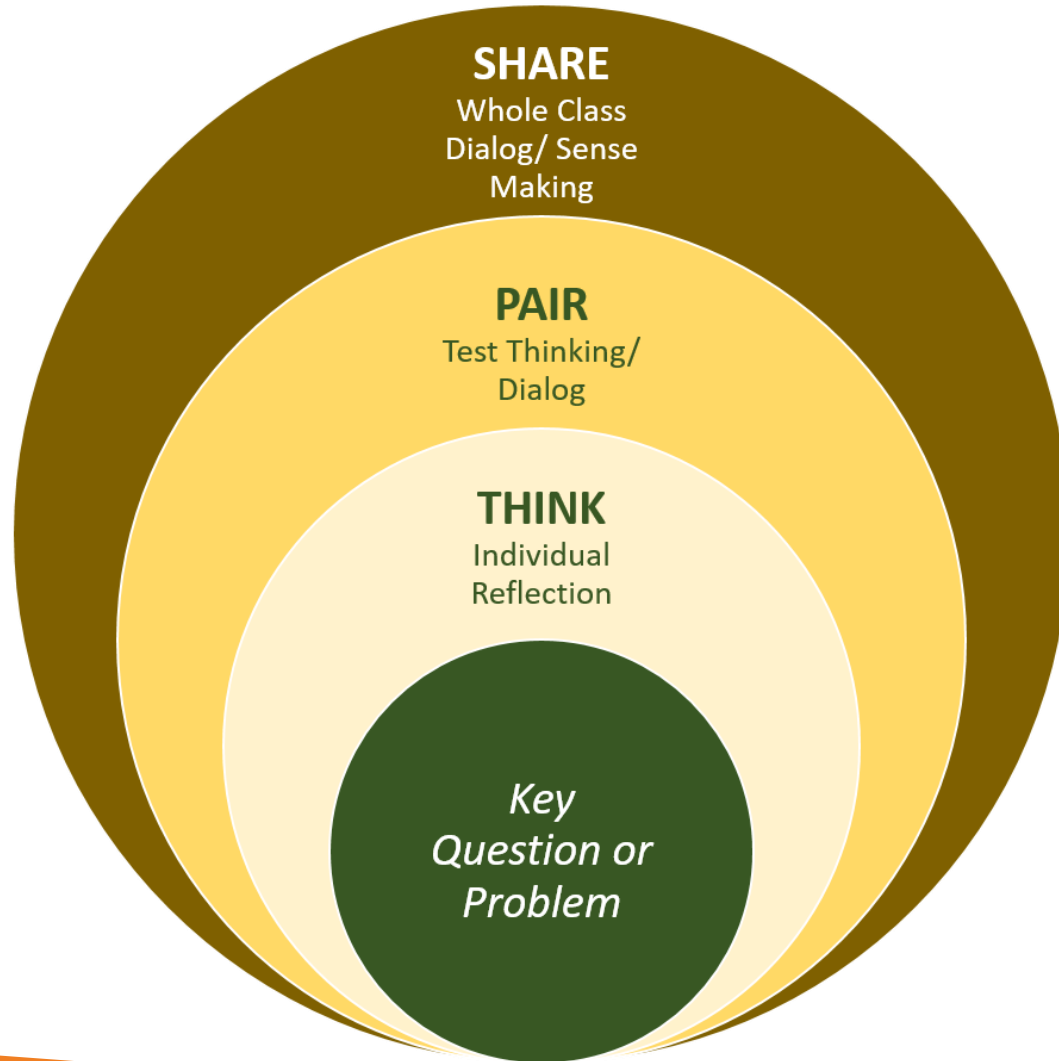 SHARE
Whole Class
Dialog/ Sense
Making
PAIR
Test Thinking/
Dialog
THINK
Individual
Reflection
Key
Question or
Problem